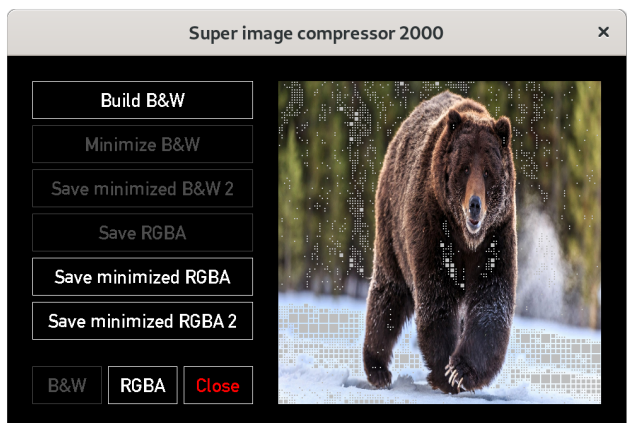 Super image compressor 2000
Build B&W
Minimize B&W
Save minimized B&W 2
Save RGBA
Save minimized RGBA
Save minimized RGBA 2
B&W RGBA Close